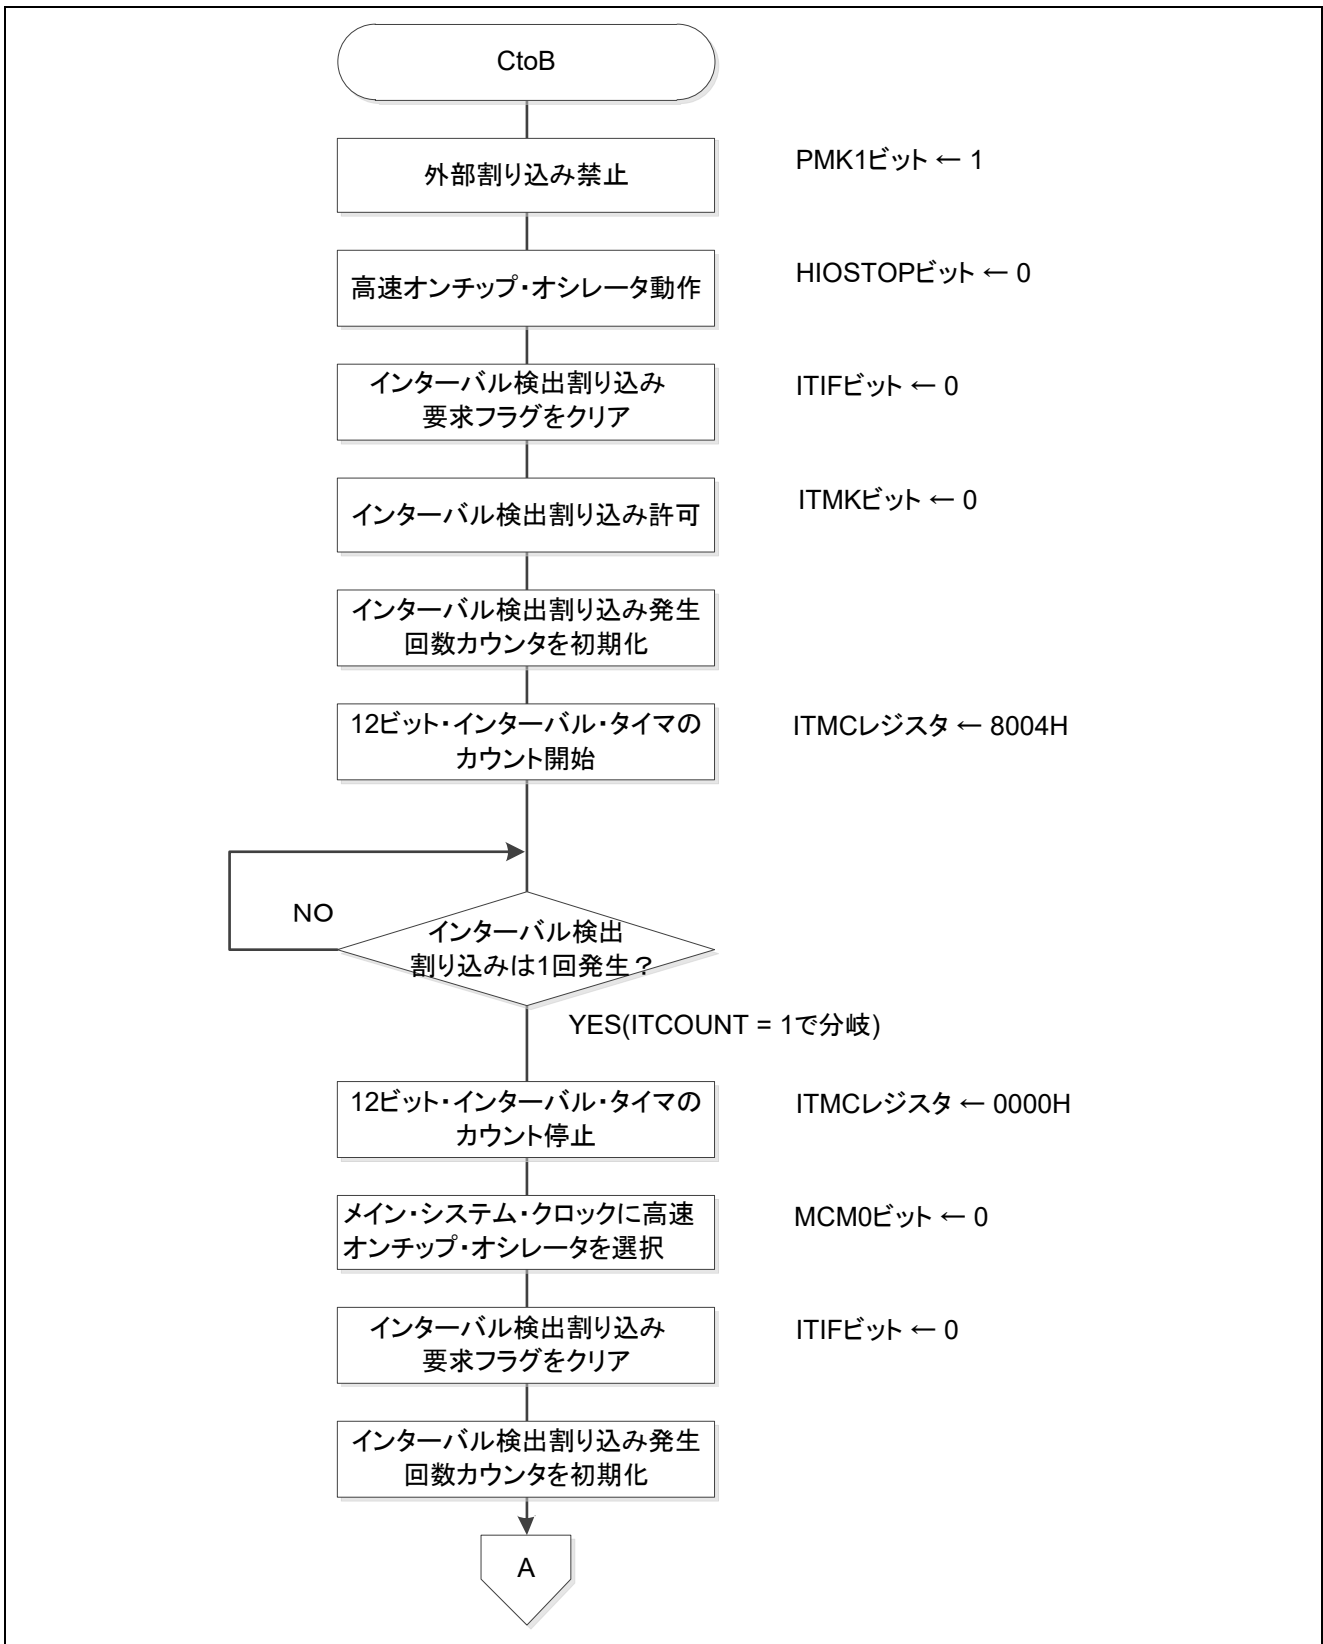 CtoB
外部割り込み禁止
PMK1ビット ← 1
高速オンチップ・オシレータ動作
HIOSTOPビット ← 0
インターバル検出割り込み
要求フラグをクリア
ITIFビット ← 0
インターバル検出割り込み許可
ITMKビット ← 0
インターバル検出割り込み発生
回数カウンタを初期化
12ビット・インターバル・タイマの
カウント開始
ITMCレジスタ ← 8004H
NO
インターバル検出
割り込みは1回発生？
YES(ITCOUNT = 1で分岐)
12ビット・インターバル・タイマの
カウント停止
ITMCレジスタ ← 0000H
メイン・システム・クロックに高速
オンチップ・オシレータを選択
MCM0ビット ← 0
インターバル検出割り込み
要求フラグをクリア
ITIFビット ← 0
インターバル検出割り込み発生
回数カウンタを初期化
A